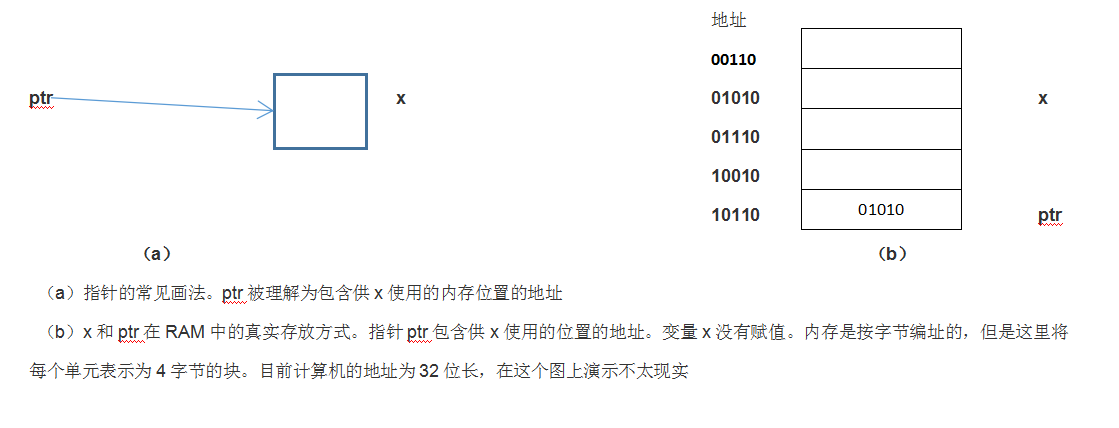 地址
00110
ptr x 01010 x
01110
10010
10110 01010 ptr
（a） （b）
（a）指针的常见画法。ptr 被理解为包含供 x 使用的内存位置的地址
（b）x 和 ptr 在 RAM 中的真实存放方式。指针 ptr 包含供 x 使用的位置的地址。变量 x 没有赋值。内存是按字节编址的，但是这里将
每个单元表示为 4 字节的块。目前计算机的地址为 32 位长，在这个图上演示不太现实